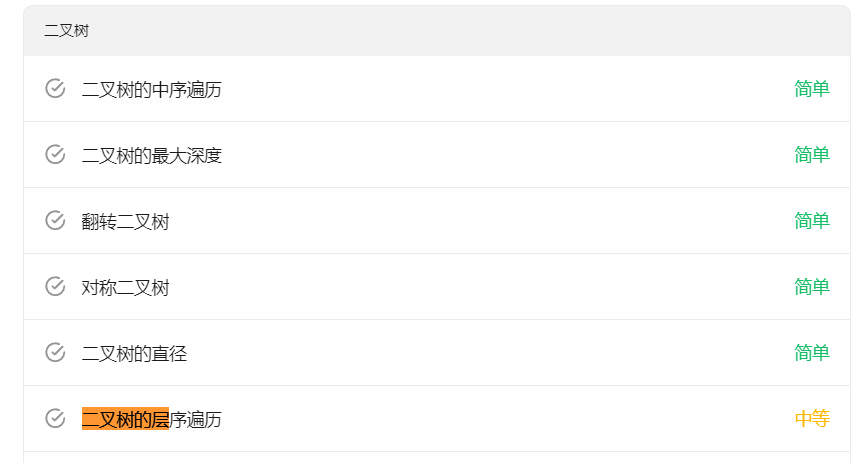 二叉树
二叉树的中序遍历 简单
二叉树的最大深度 简单
翻转二叉树 简单
对称二叉树 简单
二叉树的直径 简单
二叉树的层序遍历 中等